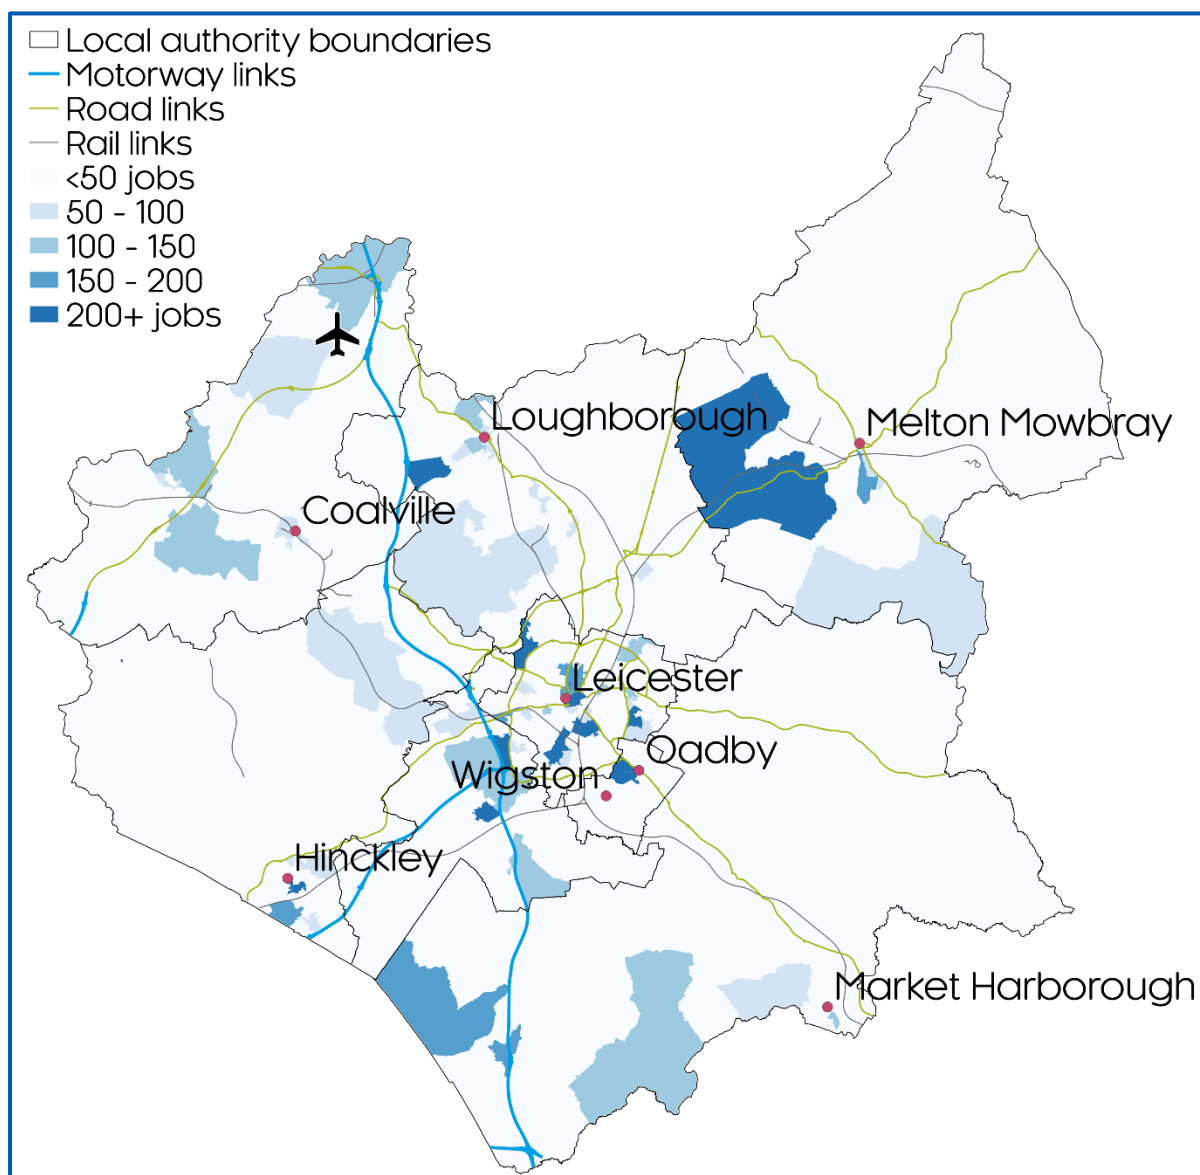 Local authority boundaries
Motorway links
Road links
Rail links
<50 jobs
50 - 100
100 - 150
150 - 200
200+ jobs
Loughborough
Melton Mowbray
Coalville
Leicester
Oadby
Wigston
Hinckley
Market Harborough